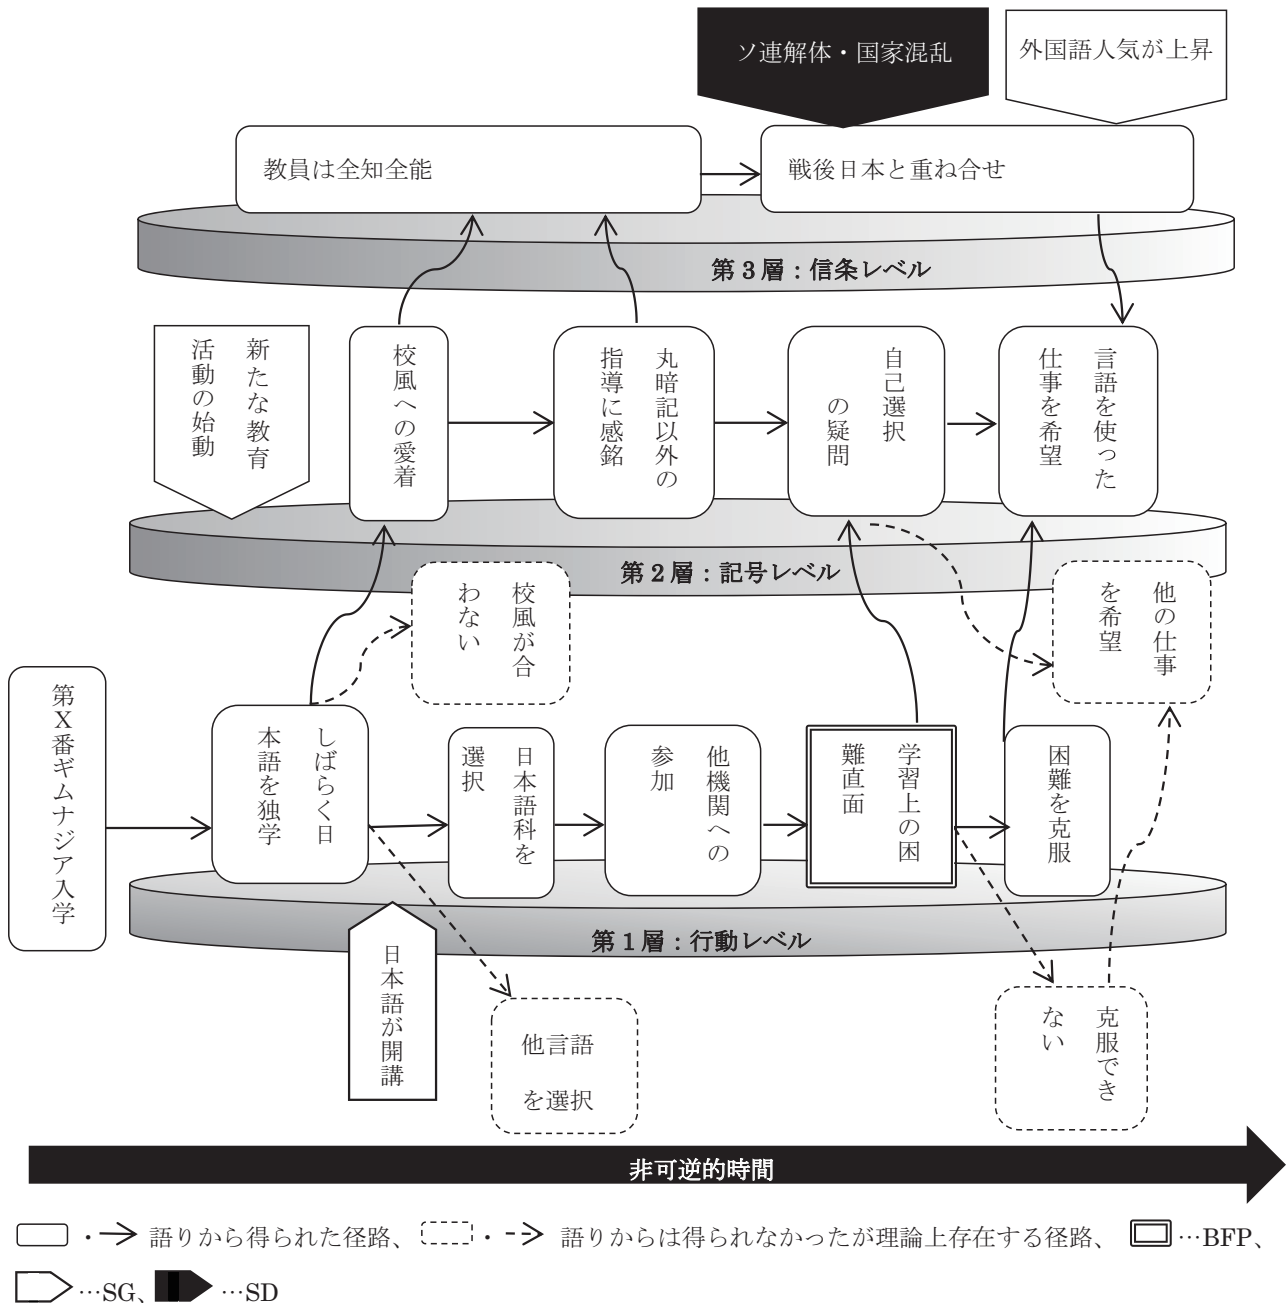 ソ連解体・国家混乱
外国語人気が上昇
教員は全知全能
戦後日本と重ね合せ
第3層：信条レベル
新たな教育
活動の始動
校風への愛着
丸暗記以外の
指導に感銘
自己選択
の疑問
言語を使った
仕事を希望
第2層：記号レベル
校風が合
わない
他の仕事
を希望
第X番ギムナジア入学
しばらく日
本語を独学
日本語科を
選択
他機関への
参加
学習上の困
難直面
困難を克服
第1層：行動レベル
日本語が開講
他言語
を選択
克服でき
ない
非可逆的時間
・ 語りから得られた径路、 ・ 語りからは得られなかったが理論上存在する径路、 …BFP、
…SG、 …SD